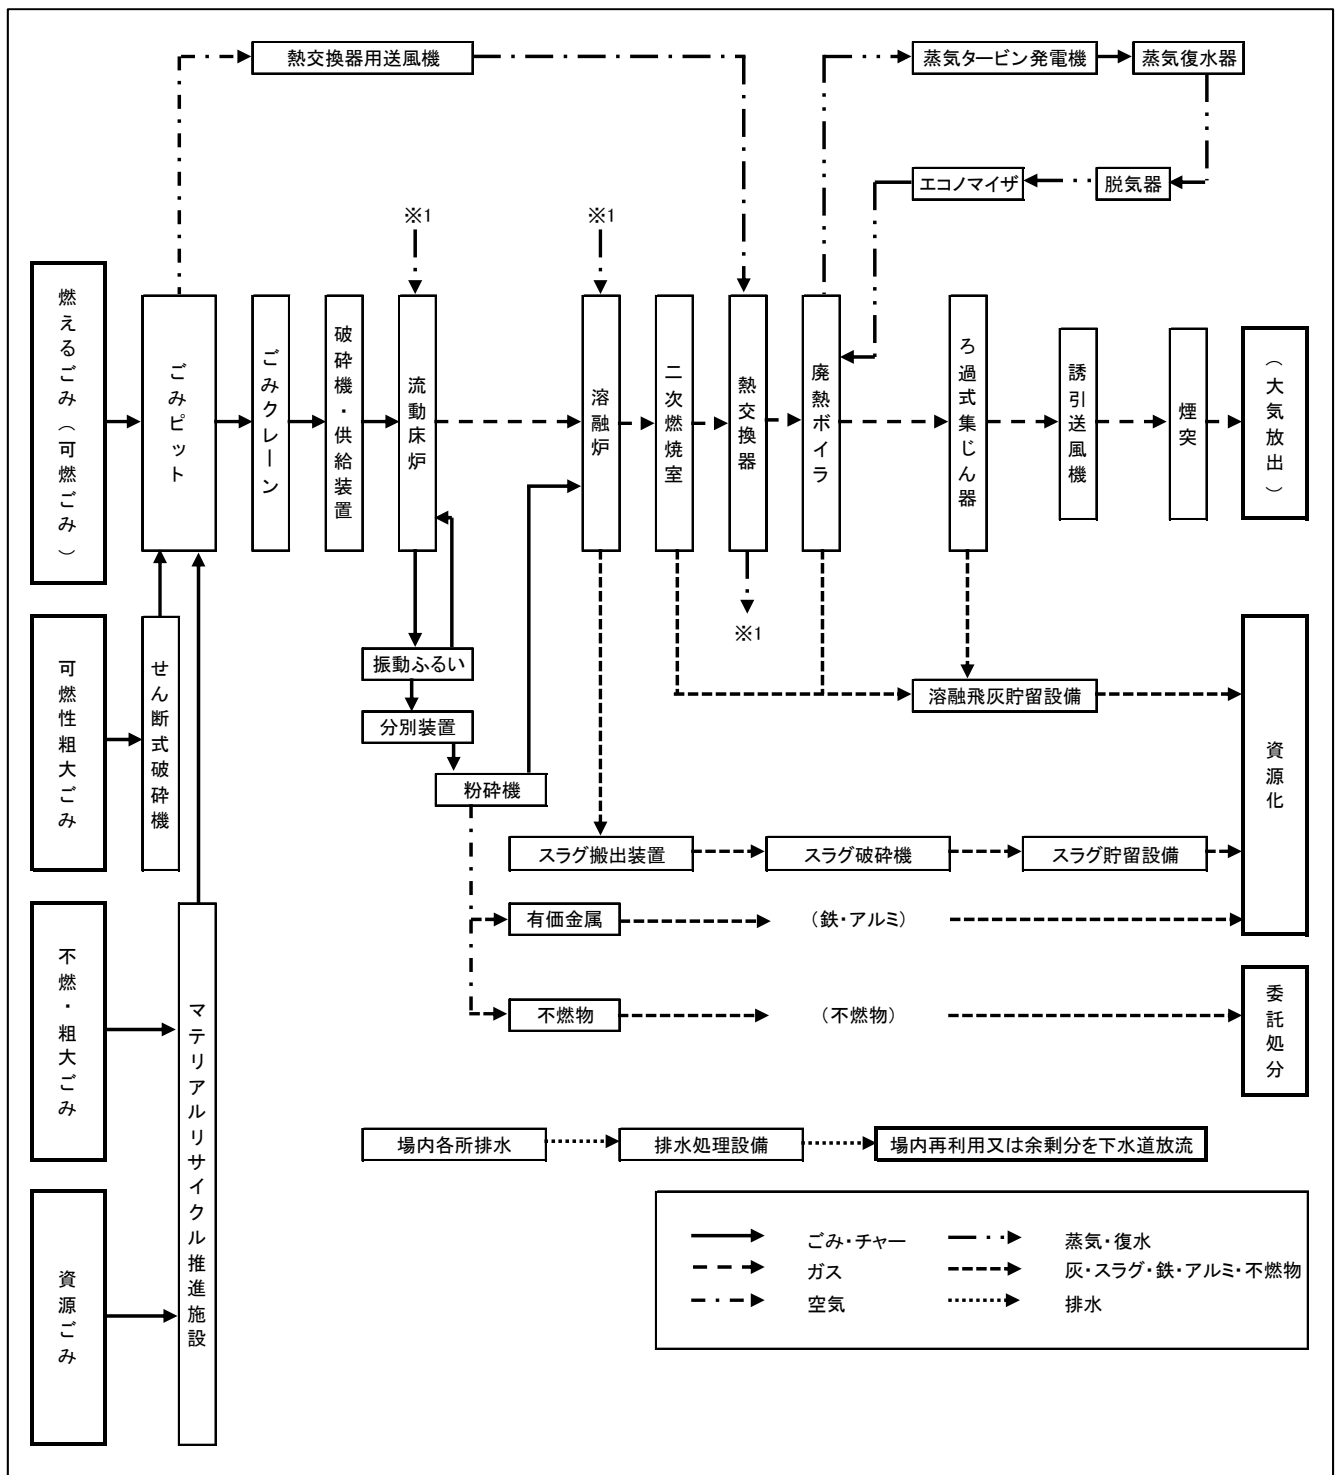 熱交換器用送風機
蒸気タービン発電機
蒸気復水器
エコノマイザ
脱気器
※1
※1
燃えるごみ（可燃ごみ）
ごみピット
ごみクレーン
破砕機・供給装置
流動床炉
溶融炉
二次燃焼室
熱交換器
廃熱ボイラ
ろ過式集じん器
誘引送風機
煙突
（大気放出）
※1
可燃性粗大ごみ
せん断式破砕機
振動ふるい
分別装置
粉砕機
溶融飛灰貯留設備
資源化
スラグ搬出装置
スラグ破砕機
スラグ貯留設備
有価金属
（鉄・アルミ）
不燃・粗大ごみ
マテリアルリサイクル推進施設
不燃物
（不燃物）
委託処分
場内各所排水
排水処理設備
場内再利用又は余剰分を下水道放流
資源ごみ
ごみ・チャー
蒸気・復水
ガス
灰・スラグ・鉄・アルミ・不燃物
空気
排水